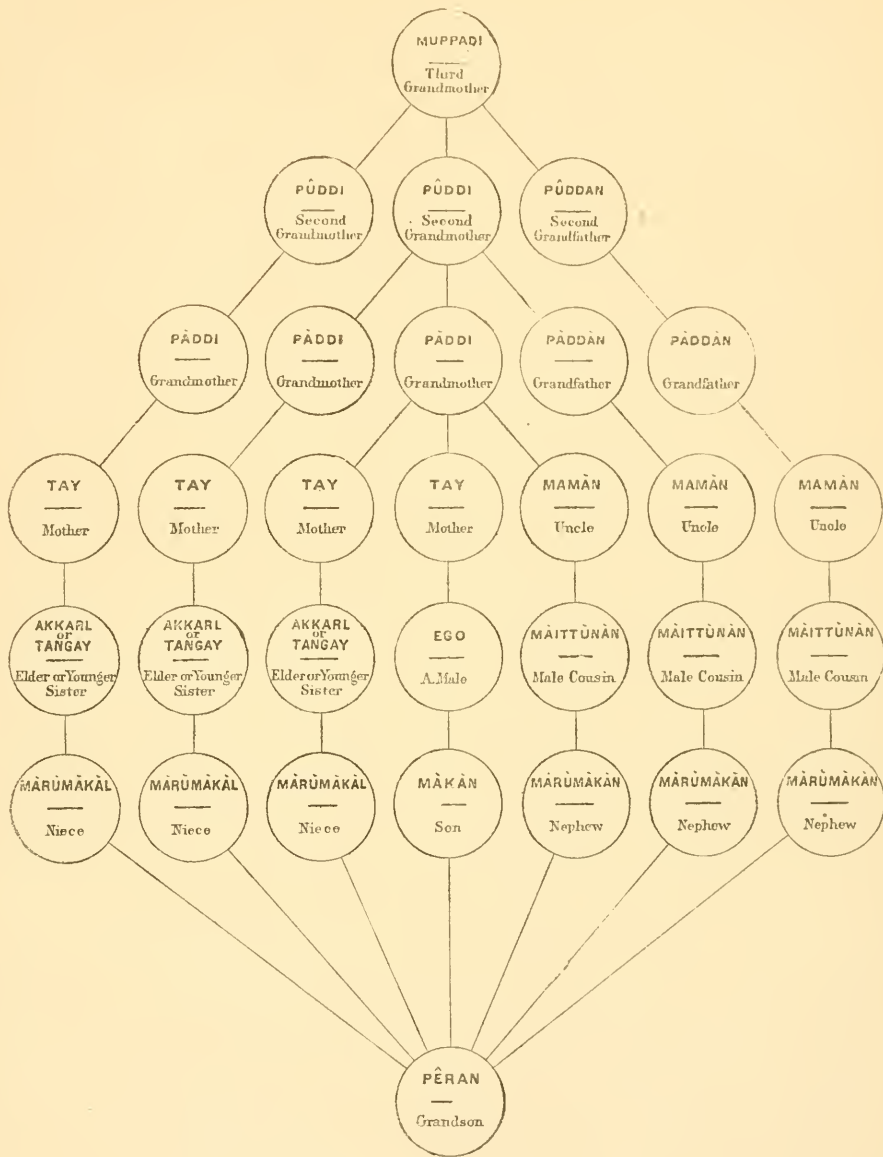 MUPPADI
Third
Grandmother
PÛDDI
Second
Grandmother
PÛDDI
Second
Grandmother
PÛDDAN
Second
Grandfather
PÀDDI
Grandmother
PÀDDI
Grandmother
PÀDDI
Grandmother
PÀDDÀN
Grandfather
PÀDDÀN
Grandfather
TAY
Mother
TAY
Mother
TAY
Mother
TAY
Mother
MAMÀN
Uncle
MAMÀN
Uncle
MAMÀN
Uncle
AKKARL
or
TANGAY
Elder or Younger
Sister
AKKARL
or
TANGAY
Elder or Younger
Sister
AKKARL
or
TANGAY
Elder or Younger
Sister
EGO
A Male
MÀITTÙNÀN
Male Cousin
MÀITTÙNÀN
Male Cousin
MÀITTÙNÀN
Male Cousin
MÀRÙMÀKÀL
Niece
MÀRÙMÀKÀL
Niece
MÀRÙMÀKÀL
Niece
MÀKÀN
Son
MÀRÙMÀKÀN
Nephew
MÀRÙMÀKÀN
Nephew
MÀRÙMÀKÀN
Nephew
PÊRAN
Grandson